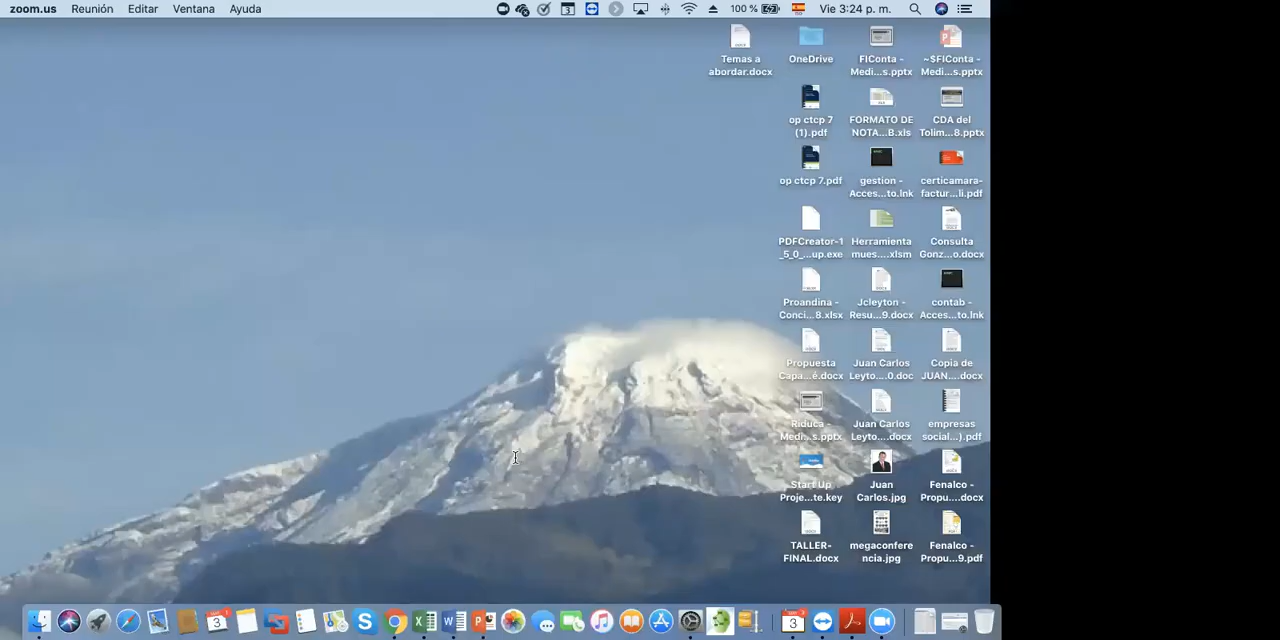 zoom.us Reunión Editar Ventana Ayuda 3 100 % Vie 3:24 p. m.
Temas a
abordar.docx
OneDrive
FIConta -
Medi...s.pptx
~$FIConta -
Medi...s.pptx
op ctcp 7
(1).pdf
FORMATO DE
NOTA...B.xls
CDA del
Tolim...8.pptx
op ctcp 7.pdf
gestion -
Acces...to.lnk
certicamara-
factur...li.pdf
PDFCreator-1
_5_0_...up.exe
Herramienta
mues....xlsm
Consulta
Gonz...o.docx
Proandina -
Conci...8.xlsx
Jcleyton -
Resu...9.docx
contab -
Acces...to.lnk
Propuesta
Capa...é.docx
Juan Carlos
Leyto...0.doc
Copia de
JUAN....docx
Riduca -
Medi...s.pptx
Juan Carlos
Leyto....docx
empresas
social...).pdf
Start Up
Proje...te.key
Juan
Carlos.jpg
Fenalco -
Propu....docx
TALLER-
FINAL.docx
megaconfere
ncia.jpg
Fenalco -
Propu...9.pdf
3 3